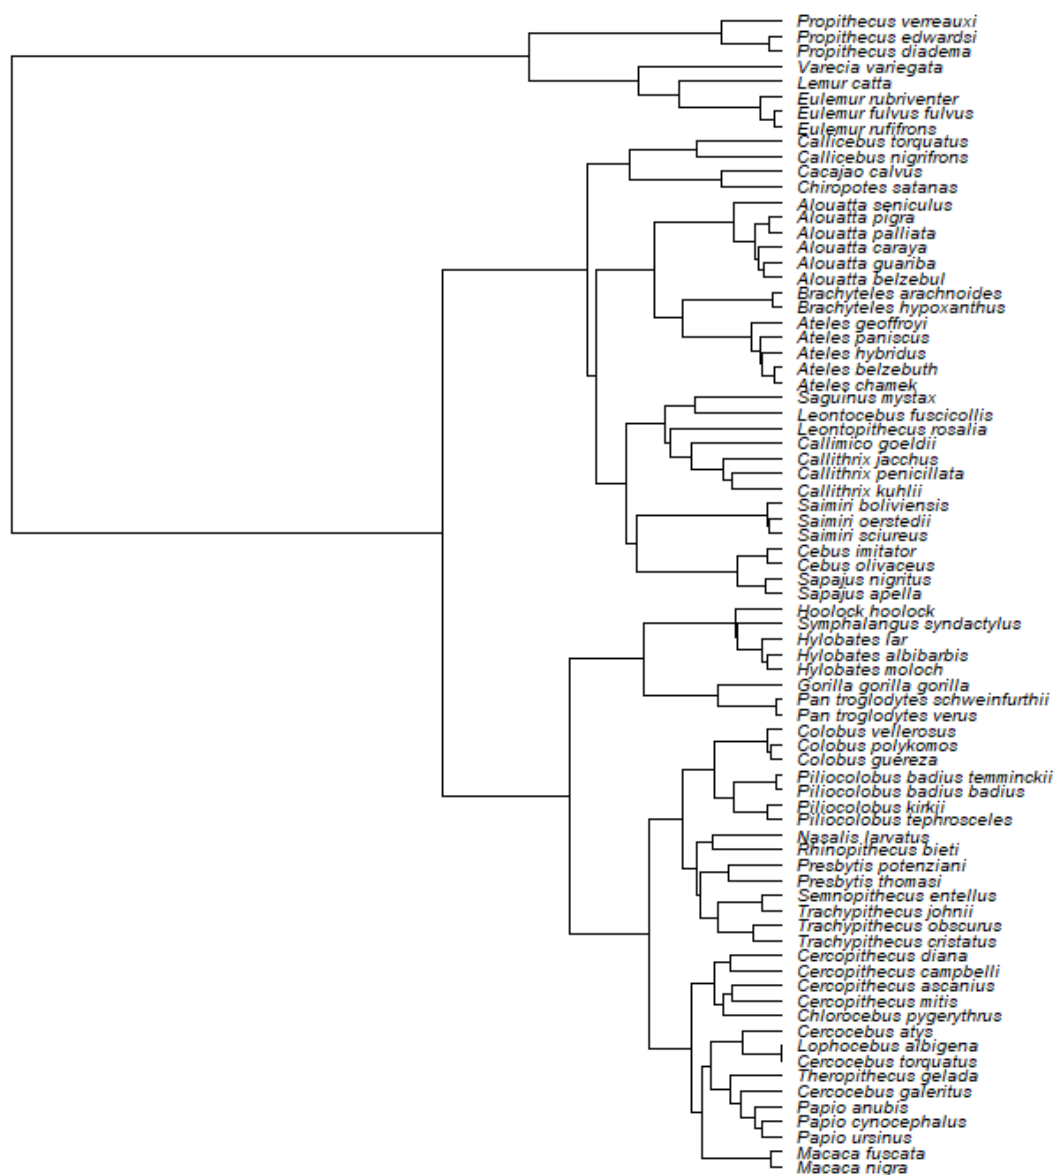 Propithecus verreauxi
Propithecus edwardsi
Propithecus diadema
Varecia variegata
Lemur catta
Eulemur rubriventer
Eulemur fulvus fulvus
Eulemur rufifrons
Callicebus torquatus
Callicebus nigrifrons
Cacajao calvus
Chiropotes satanas
Alouatta seniculus
Alouatta pigra
Alouatta palliata
Alouatta caraya
Alouatta guariba
Alouatta belzebul
Brachyteles arachnoides
Brachyteles hypoxanthus
Ateles geoffroyi
Ateles paniscus
Ateles hybridus
Ateles belzebuth
Ateles chamek
Saguinus mystax
Leontocebus fuscicollis
Leontopithecus rosalia
Callimico goeldii
Callithrix jacchus
Callithrix penicillata
Callithrix kuhlii
Saimiri boliviensis
Saimiri oerstedii
Saimiri sciureus
Cebus imitator
Cebus olivaceus
Sapajus nigritus
Sapajus apella
Hoolock hoolock
Symphalangus syndactylus
Hylobates lar
Hylobates albibarbis
Hylobates moloch
Gorilla gorilla gorilla
Pan troglodytes schweinfurthii
Pan troglodytes verus
Colobus vellerosus
Colobus polykomos
Colobus guereza
Piliocolobus badius temminckii
Piliocolobus badius badius
Piliocolobus kirkii
Piliocolobus tephrosceles
Nasalis larvatus
Rhinopithecus bieti
Presbytis potenziani
Presbytis thomasi
Semnopithecus entellus
Trachypithecus johnii
Trachypithecus obscurus
Trachypithecus cristatus
Cercopithecus diana
Cercopithecus campbelli
Cercopithecus ascanius
Cercopithecus mitis
Chlorocebus pygerythrus
Cercocebus atys
Lophocebus albigena
Cercocebus torquatus
Theropithecus gelada
Cercocebus galeritus
Papio anubis
Papio cynocephalus
Papio ursinus
Macaca fuscata
Macaca nigra